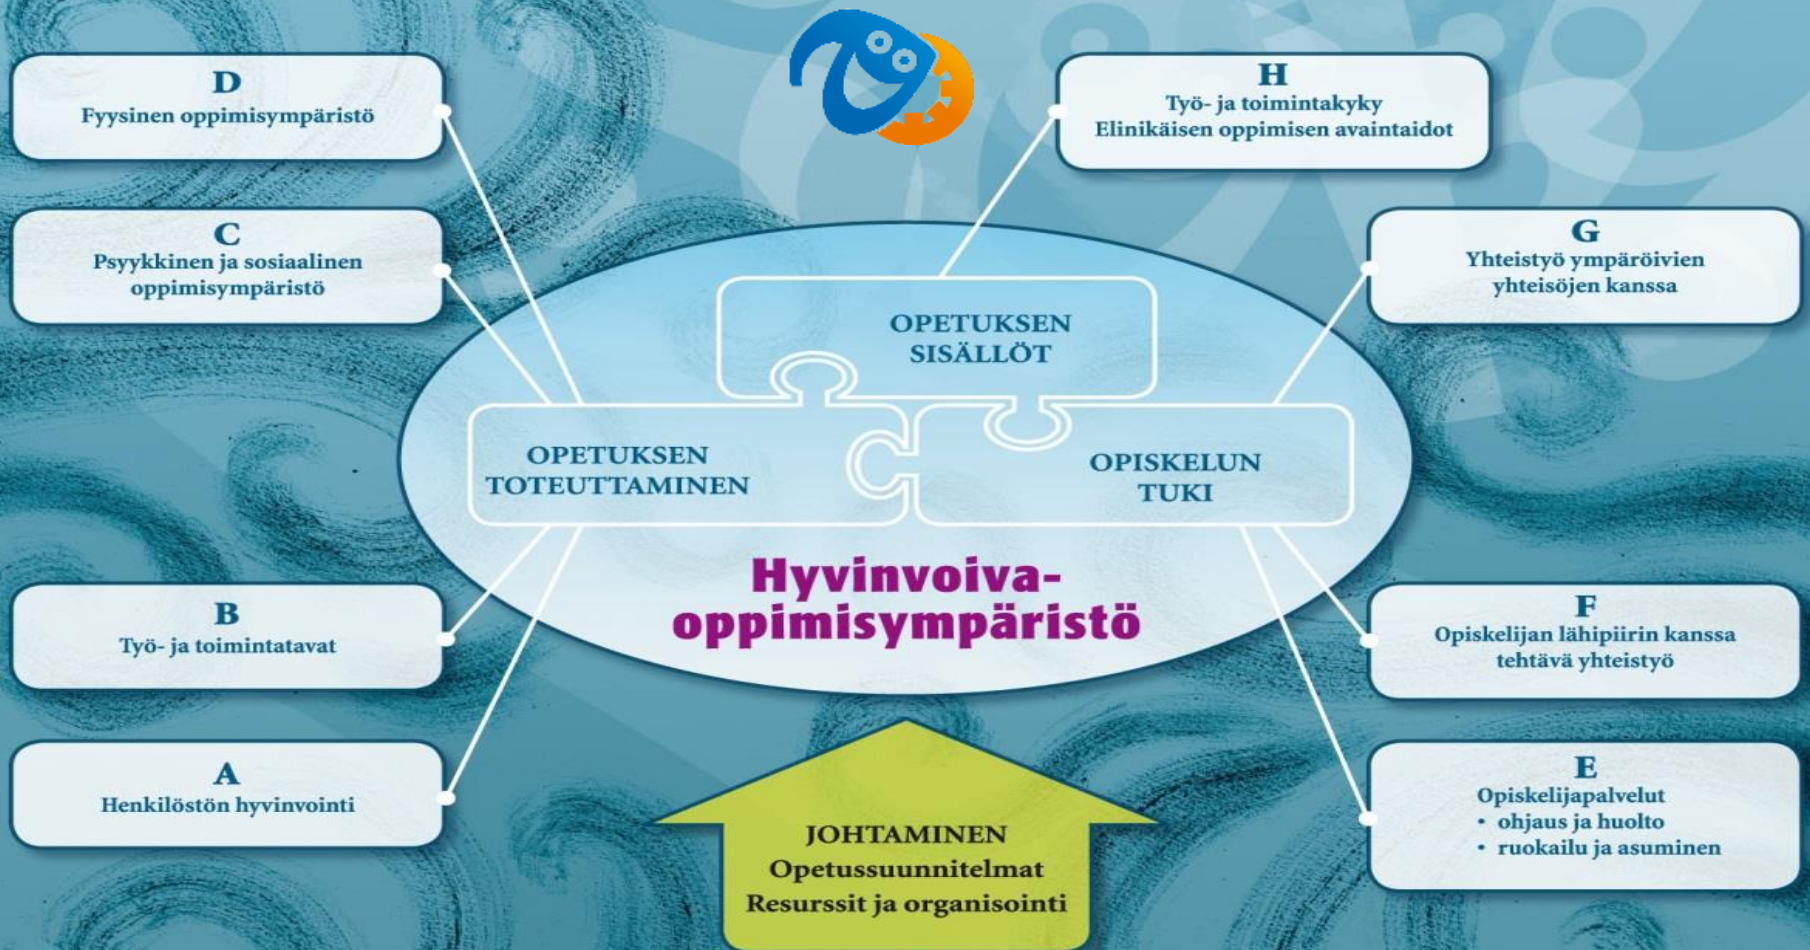 D
Fyysinen oppimisympäristö
C
Psyykkinen ja sosiaalinen
oppimisympäristö
B
Työ- ja toimintatavat
A
Henkilöstön hyvinvointi
OPETUKSEN
SISÄLLÖT
OPETUKSEN
TOTEUTTAMINEN
OPISKELUN
TUKI
Hyvinvoiva-
oppimisympäristö
JOHTAMINEN
Opetussuunnitelmat
Resurssit ja organisointi
H
Työ- ja toimintakyky
Elinikäisen oppimisen avaintaidot
G
Yhteistyö ympäröivien
yhteisöjen kanssa
F
Opiskelijan lähipiirin kanssa
tehtävä yhteistyö
E
Opiskelijapalvelut
• ohjaus ja huolto
• ruokailu ja asuminen